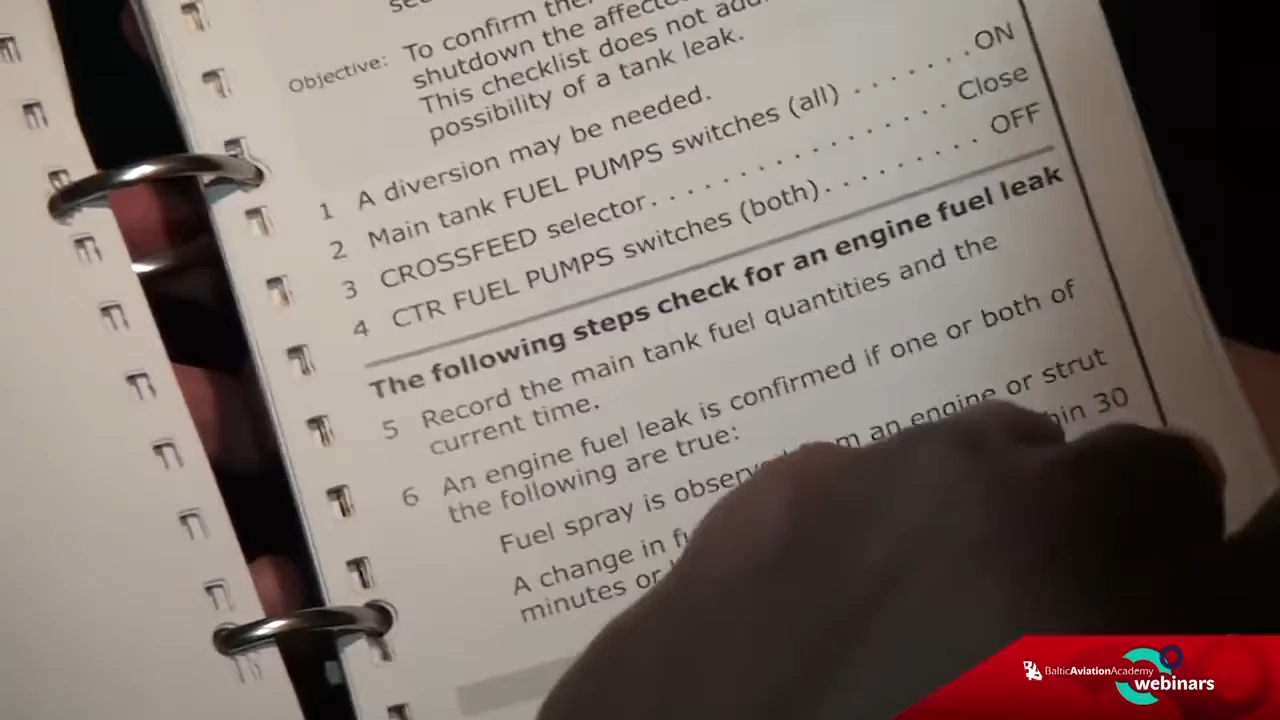 Objective: To confirm the
shutdown the affect
This checklist does not ad
possibility of a tank leak.
1 A diversion may be needed.
2 Main tank FUEL PUMPS switches (all) . . . . . . . ON
3 CROSSFEED selector. . . . . . . . . . . . . . . . . . Close
4 CTR FUEL PUMPS switches (both). . . . . . . . . . OFF
The following steps check for an engine fuel leak
5 Record the main tank fuel quantities and the
current time.
6 An engine fuel leak is confirmed if one or both of
the following are true:
Fuel spray is observ m an engine or strut
A change in f hin 30
minutes or
BalticAviationAcademy
webinars